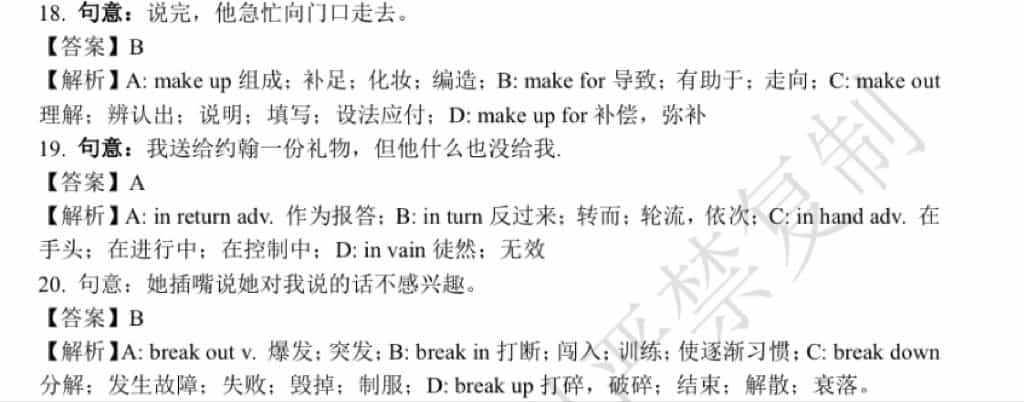 18. 句意：说完，他急忙向门口走去。
【答案】B
【解析】A: make up 组成；补足；化妆；编造；B: make for 导致；有助于；走向；C: make out
理解；辨认出；说明；填写；设法应付；D: make up for 补偿，弥补
19. 句意：我送给约翰一份礼物，但他什么也没给我.
【答案】A
【解析】A: in return adv. 作为报答；B: in turn 反过来；转而；轮流，依次；C: in hand adv. 在
手头；在进行中；在控制中；D: in vain 徒然；无效
20. 句意：她插嘴说她对我说的话不感兴趣。
【答案】B
【解析】A: break out v. 爆发；突发；B: break in 打断；闯入；训练；使逐渐习惯；C: break down
分解；发生故障；失败；毁掉；制服；D: break up 打碎，破碎；结束；解散；衰落。
严禁复制